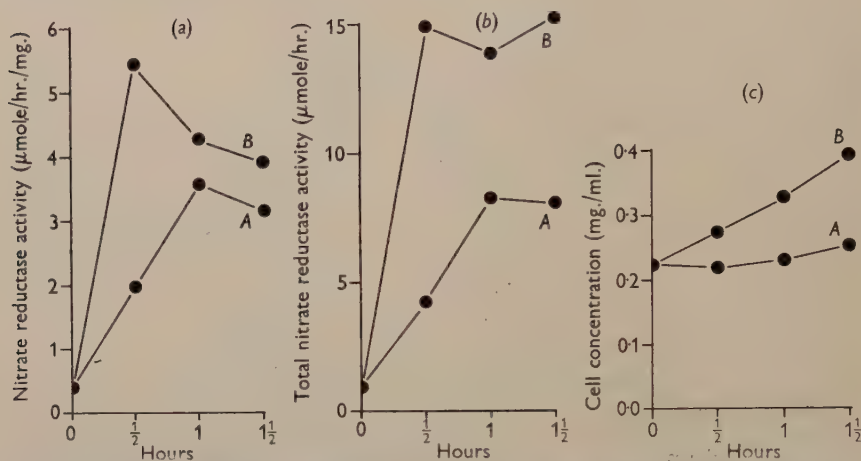 (a)
Nitrate reductase activity (μmole/hr./mg.)
6
5
4
3
2
1
0
B
A
0
½
1
1½
Hours
(b)
Total nitrate reductase activity (μmole/hr.)
15
10
5
0
B
A
0
½
1
1½
Hours
(c)
Cell concentration (mg./ml.)
0·4
0·3
0·2
0·1
0·0
B
A
0
½
1
1½
Hours